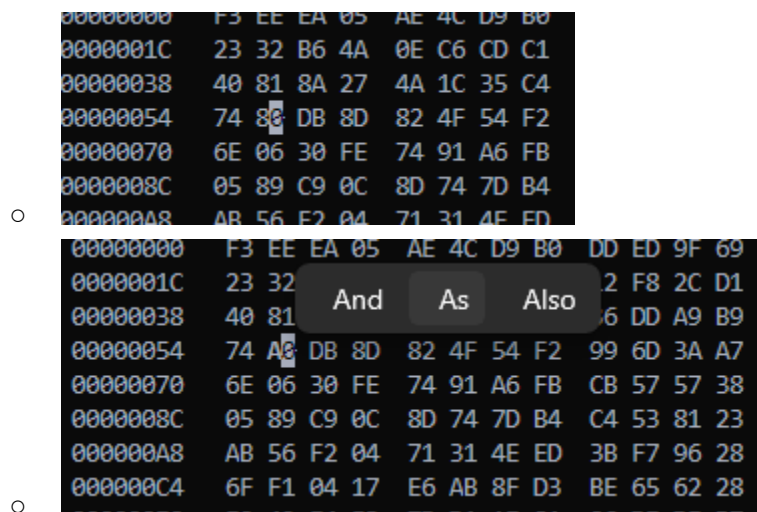 00000000 F3 EE EA 05 AE 4C D9 B0
0000001C 23 32 B6 4A 0E C6 CD C1
00000038 40 81 8A 27 4A 1C 35 C4
00000054 74 80 DB 8D 82 4F 54 F2
00000070 6E 06 30 FE 74 91 A6 FB
0000008C 05 89 C9 0C 8D 74 7D B4
000000A8 AB 56 F2 04 71 31 4E ED
00000000 F3 EE EA 05 AE 4C D9 B0 DD ED 9F 69
0000001C 23 32 F8 2C D1
And As Also
00000038 40 81 DD A9 B9
00000054 74 A0 DB 8D 82 4F 54 F2 99 6D 3A A7
00000070 6E 06 30 FE 74 91 A6 FB CB 57 57 38
0000008C 05 89 C9 0C 8D 74 7D B4 C4 53 81 23
000000A8 AB 56 F2 04 71 31 4E ED 3B F7 96 28
000000C4 6F F1 04 17 E6 AB 8F D3 BE 65 62 28